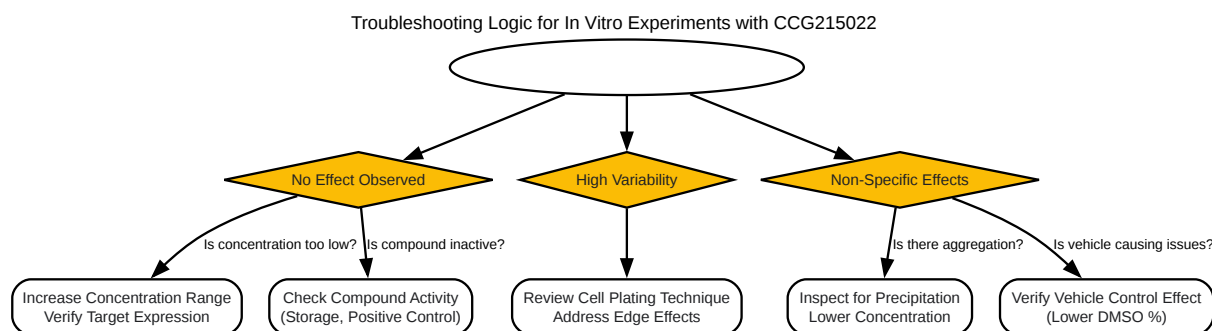 Troubleshooting Logic for In Vitro Experiments with CCG215022
No Effect Observed
High Variability
Non-Specific Effects
Is concentration too low?
Is compound inactive?
Is there aggregation?
Is vehicle causing issues?
Increase Concentration Range
Verify Target Expression
Check Compound Activity
(Storage, Positive Control)
Review Cell Plating Technique
Address Edge Effects
Inspect for Precipitation
Lower Concentration
Verify Vehicle Control Effect
(Lower DMSO %)